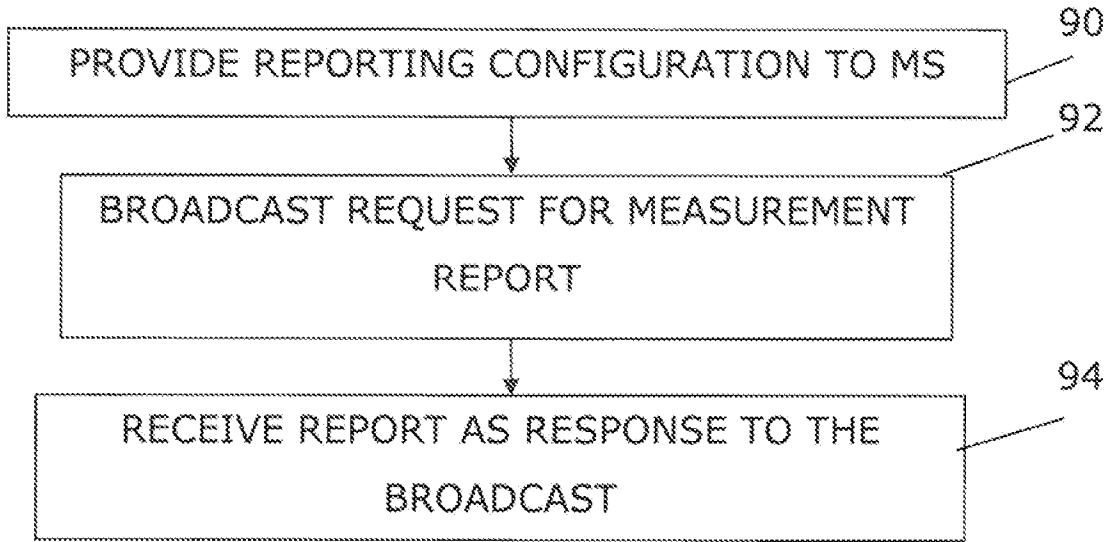 90
PROVIDE REPORTING CONFIGURATION TO MS
92
BROADCAST REQUEST FOR MEASUREMENT
REPORT
94
RECEIVE REPORT AS RESPONSE TO THE
BROADCAST